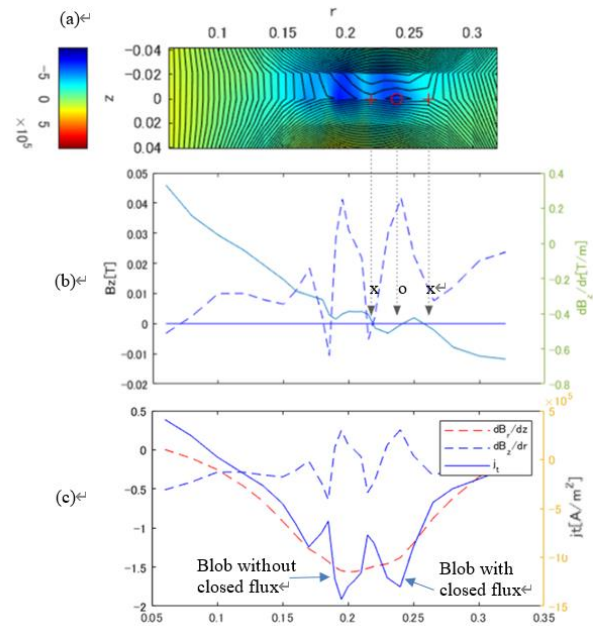 r
(a)↵
0.1 0.15 0.2 0.25 0.3
-5
0
5
×10⁵
z
-0.04
-0.02
0
0.02
0.04
(b)↵
Bz[T]
0.05
0.04
0.03
0.02
0.01
0
-0.01
0.02
x o x↵
0.4
0.2
0
-0.2
-0.4
-0.6
-0.8
dB_z/dr[T/m]
(c)↵
0.5
0
-0.5
-1
-1.5
-2
×10⁵
5
0
-5
-10
-15
jt[A/m²]
dB_r/dz
dB_z/dr
j_t
Blob without
closed flux↵
Blob with
closed flux↵
0.05 0.1 0.15 0.2 0.25 0.3 0.35